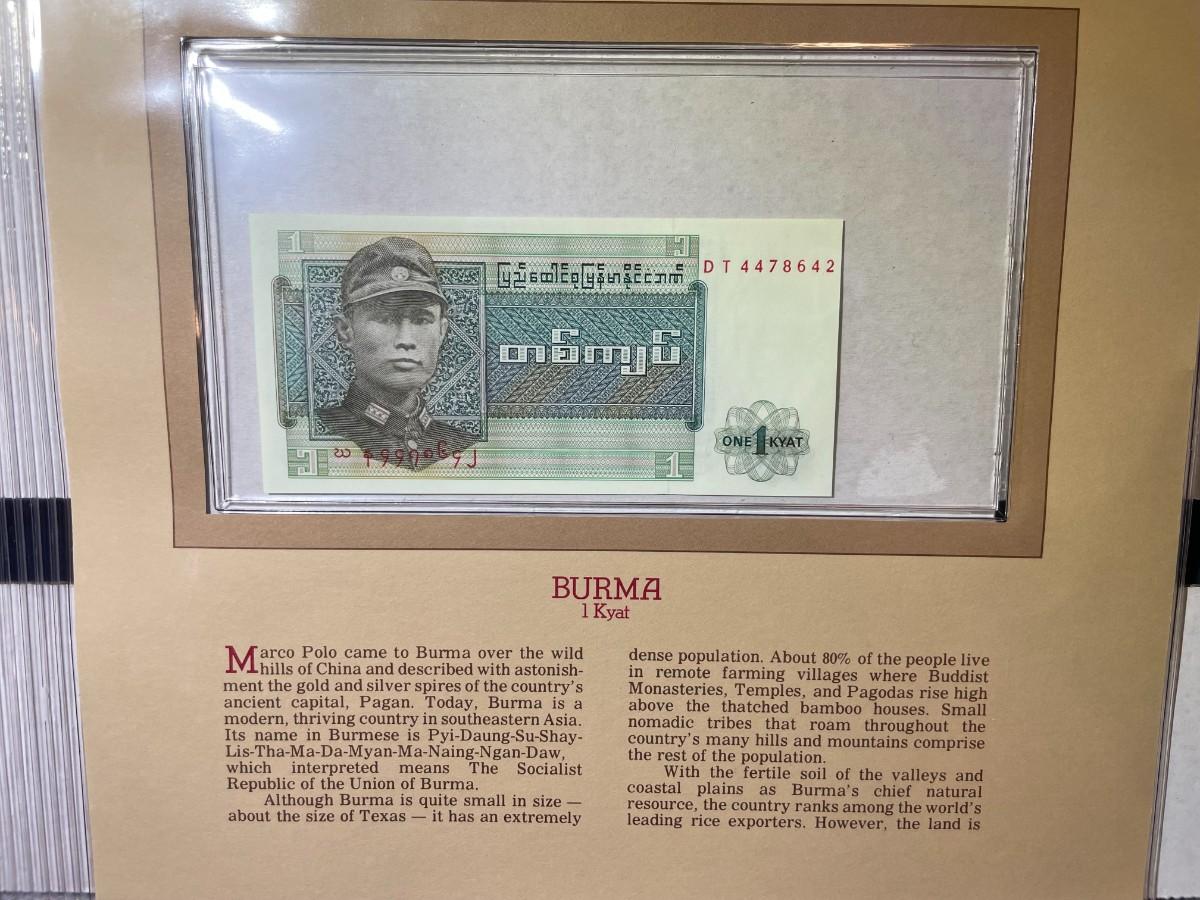 1 ၁
ပြည်ထောင်စုမြန်မာနိုင်ငံဘဏ်
DT 4478642
တစ်ကျပ်
ONE 1 KYAT
၄၄၇၈၆၄၂
၁ 1
BURMA
1 Kyat
Marco Polo came to Burma over the wild
hills of China and described with astonish-
ment the gold and silver spires of the country's
ancient capital, Pagan. Today, Burma is a
modern, thriving country in southeastern Asia.
Its name in Burmese is Pyi-Daung-Su-Shay-
Lis-Tha-Ma-Da-Myan-Ma-Naing-Ngan-Daw,
which interpreted means The Socialist
Republic of the Union of Burma.
Although Burma is quite small in size —
about the size of Texas — it has an extremely
dense population. About 80% of the people live
in remote farming villages where Buddist
Monasteries, Temples, and Pagodas rise high
above the thatched bamboo houses. Small
nomadic tribes that roam throughout the
country's many hills and mountains comprise
the rest of the population.
With the fertile soil of the valleys and
coastal plains as Burma's chief natural
resource, the country ranks among the world's
leading rice exporters. However, the land is